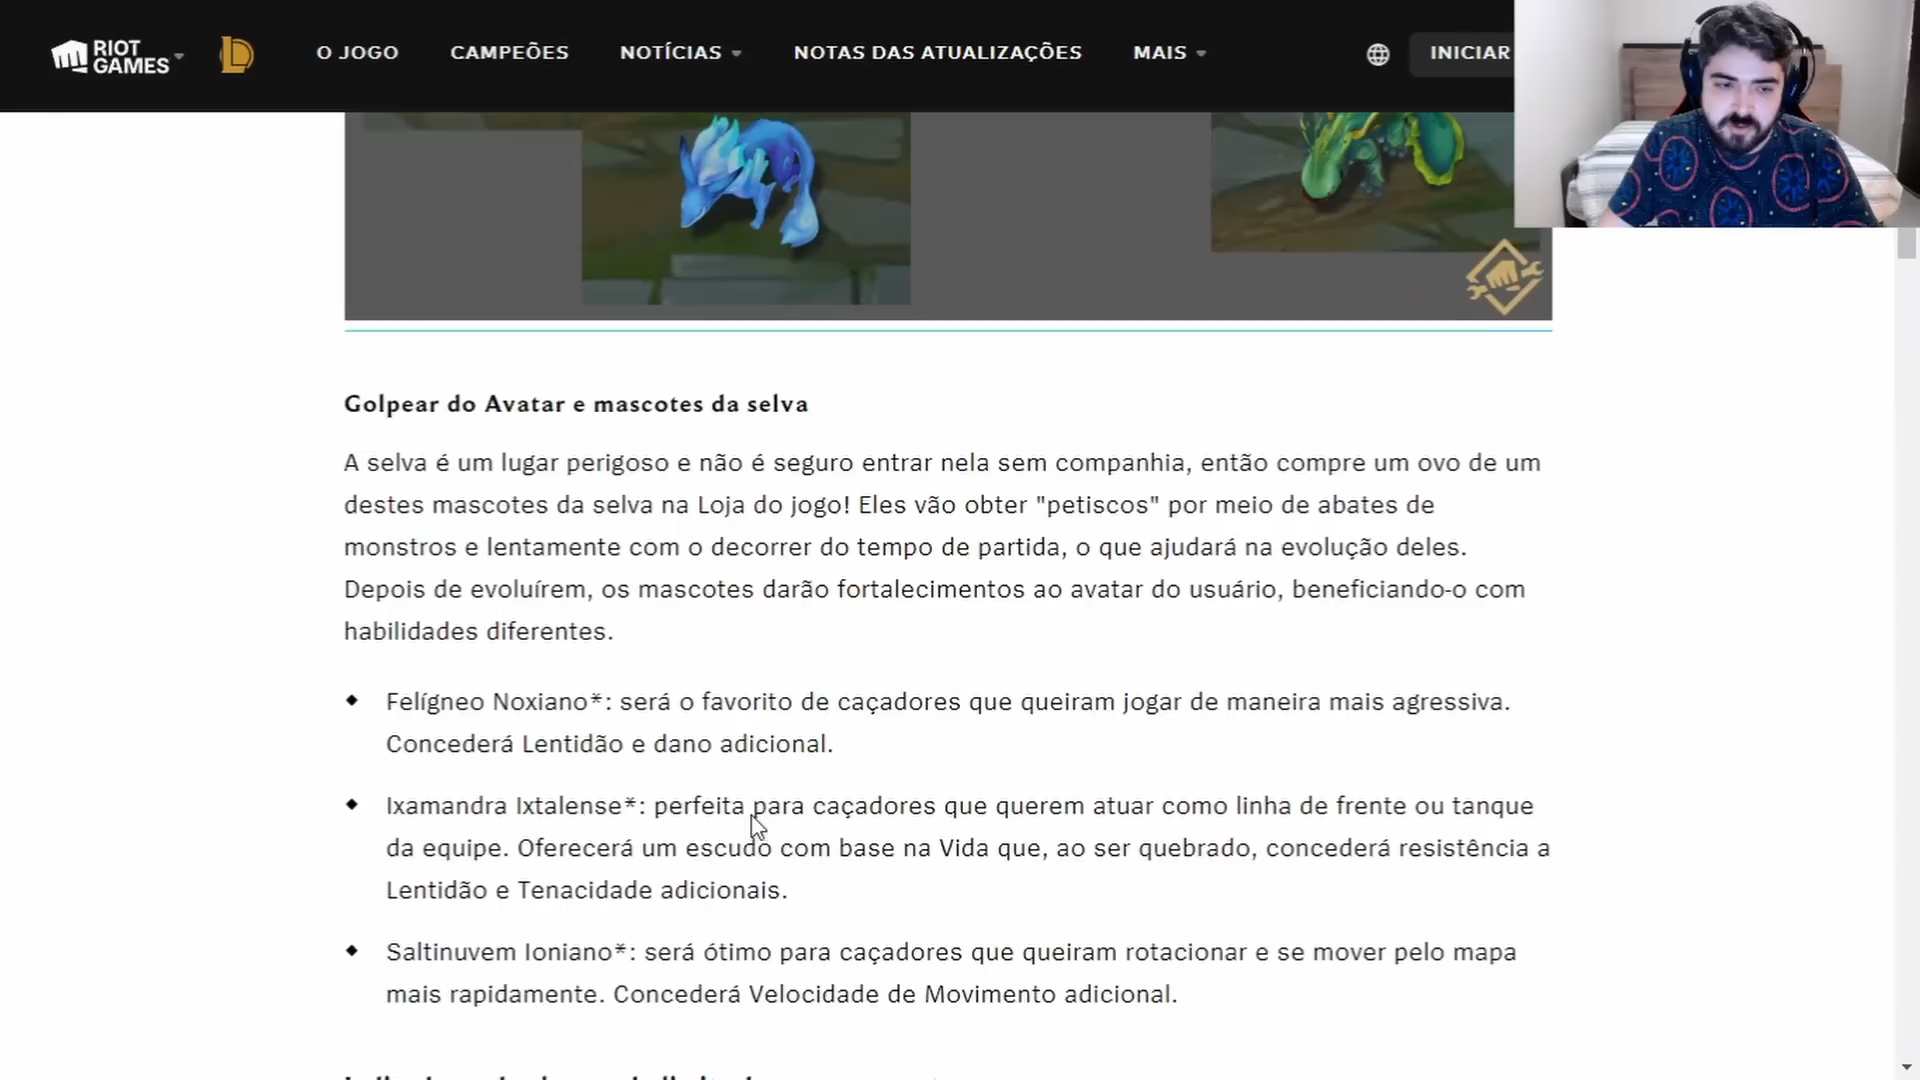 RIOT GAMES
O JOGO
CAMPEÕES
NOTÍCIAS
NOTAS DAS ATUALIZAÇÕES
MAIS
INICIAR
Golpear do Avatar e mascotes da selva
A selva é um lugar perigoso e não é seguro entrar nela sem companhia, então compre um ovo de um
destes mascotes da selva na Loja do jogo! Eles vão obter "petiscos" por meio de abates de
monstros e lentamente com o decorrer do tempo de partida, o que ajudará na evolução deles.
Depois de evoluírem, os mascotes darão fortalecimentos ao avatar do usuário, beneficiando-o com
habilidades diferentes.
Felígneo Noxiano*: será o favorito de caçadores que queiram jogar de maneira mais agressiva.
Concederá Lentidão e dano adicional.
Ixamandra Ixtalense*: perfeita para caçadores que querem atuar como linha de frente ou tanque
da equipe. Oferecerá um escudo com base na Vida que, ao ser quebrado, concederá resistência a
Lentidão e Tenacidade adicionais.
Saltinuvem Ioniano*: será ótimo para caçadores que queiram rotacionar e se mover pelo mapa
mais rapidamente. Concederá Velocidade de Movimento adicional.